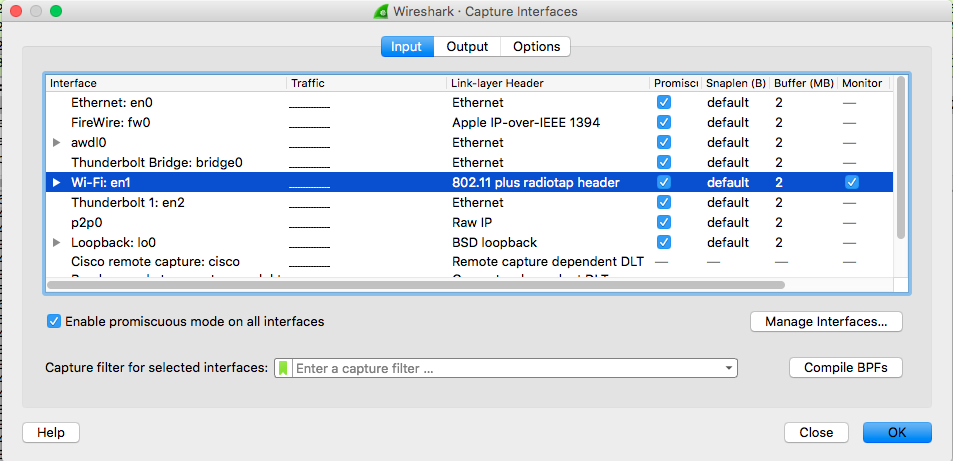 Wireshark · Capture Interfaces
Input Output Options
Interface Traffic Link-layer Header Promisc Snaplen (B) Buffer (MB) Monitor
Ethernet: en0 Ethernet default 2 —
FireWire: fw0 Apple IP-over-IEEE 1394 default 2 —
awdl0 Ethernet default 2 —
Thunderbolt Bridge: bridge0 Ethernet default 2 —
Wi-Fi: en1 802.11 plus radiotap header default 2
Thunderbolt 1: en2 Ethernet default 2 —
p2p0 Raw IP default 2 —
Loopback: lo0 BSD loopback default 2 —
Cisco remote capture: cisco Remote capture dependent DLT — — — —
Enable promiscuous mode on all interfaces
Manage Interfaces...
Capture filter for selected interfaces: Enter a capture filter ...
Compile BPFs
Help Close OK